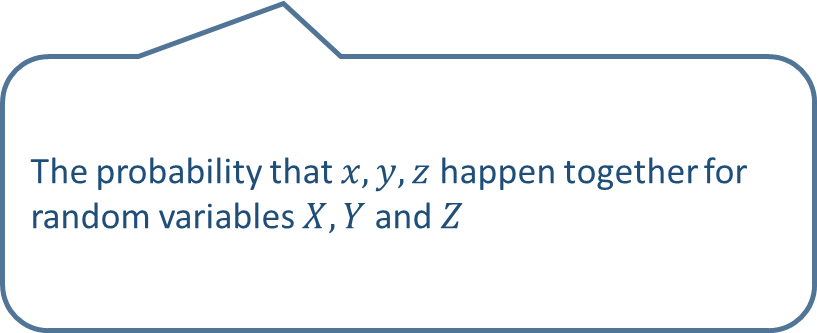 The probability that x, y, z happen together for
random variables X, Y and Z